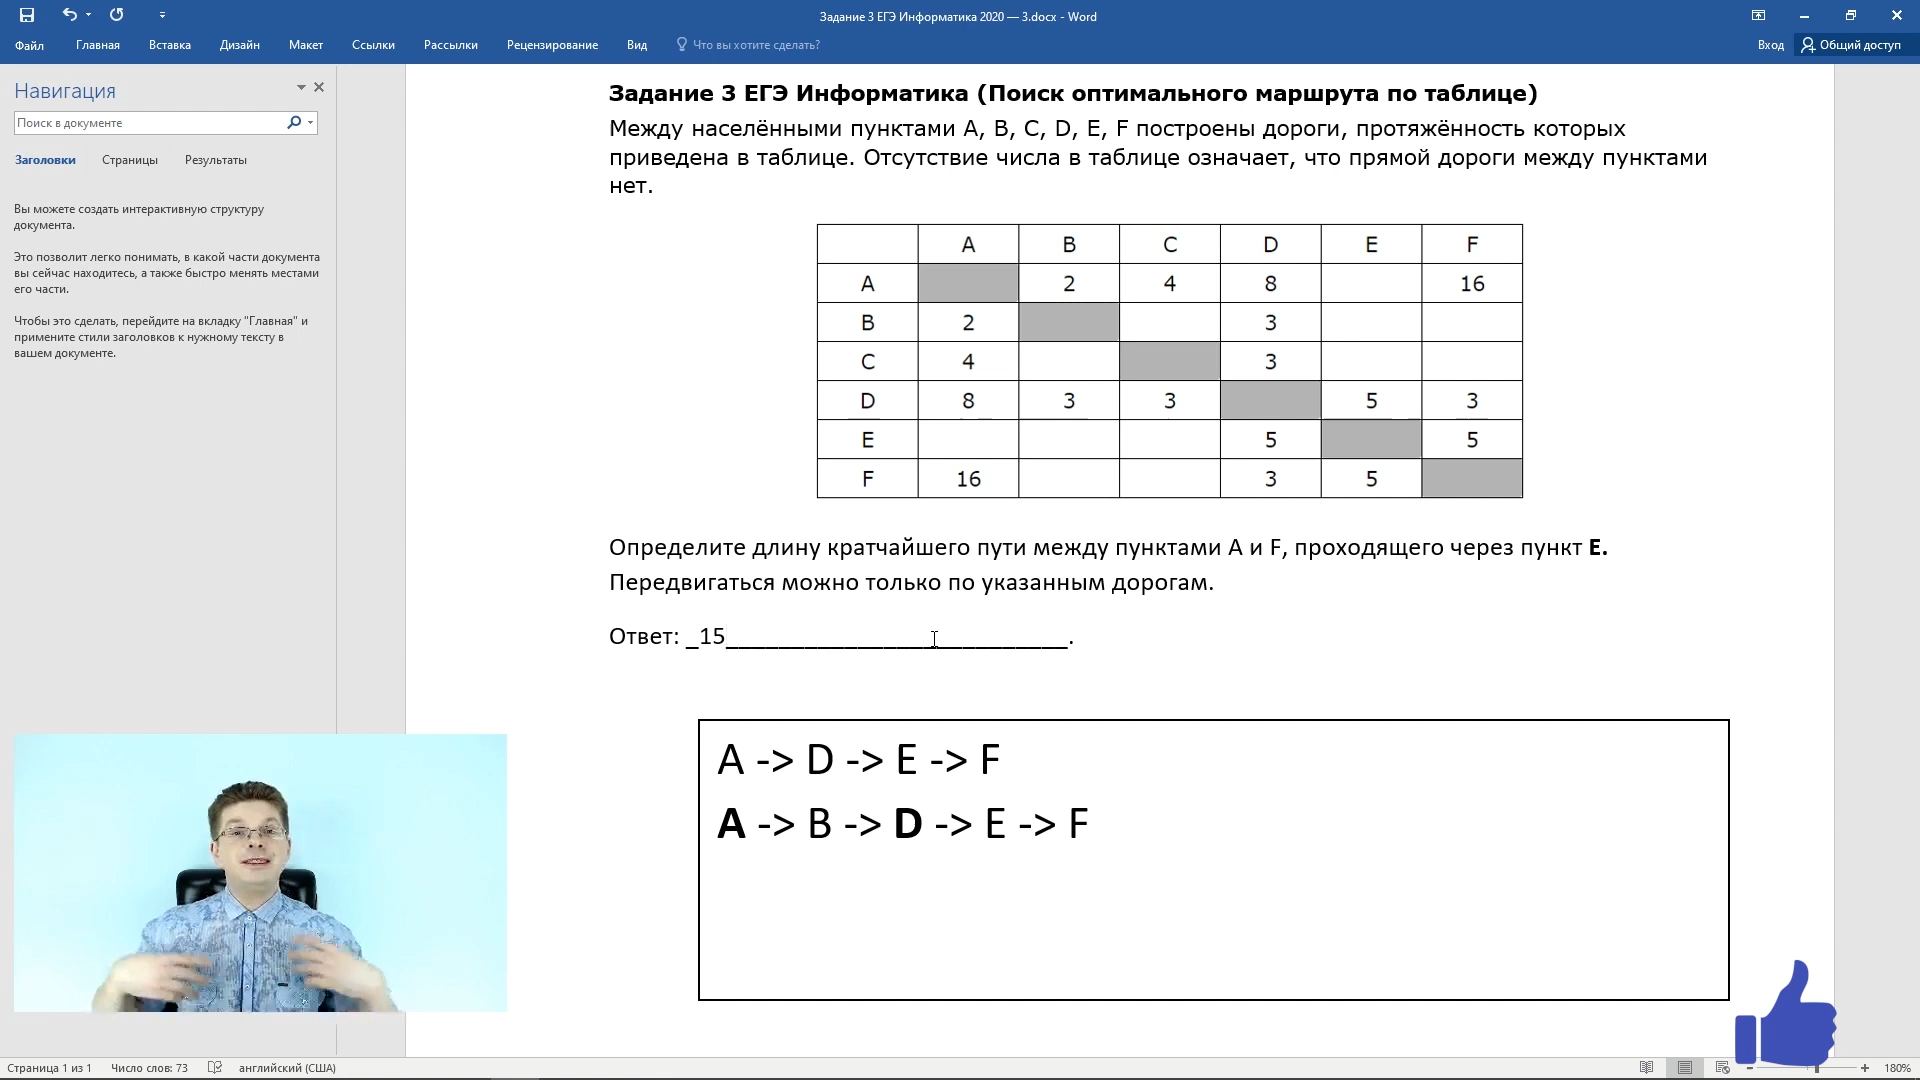 Задание 3 ЕГЭ Информатика 2020 — 3.docx - Word
Файл Главная Вставка Дизайн Макет Ссылки Рассылки Рецензирование Вид Что вы хотите сделать? Вход Общий доступ
Навигация
Поиск в документе
Заголовки Страницы Результаты
Вы можете создать интерактивную структуру
документа.
Это позволит легко понимать, в какой части документа
вы сейчас находитесь, а также быстро менять местами
его части.
Чтобы это сделать, перейдите на вкладку "Главная" и
примените стили заголовков к нужному тексту в
вашем документе.
Задание 3 ЕГЭ Информатика (Поиск оптимального маршрута по таблице)
Между населёнными пунктами A, B, C, D, E, F построены дороги, протяжённость которых
приведена в таблице. Отсутствие числа в таблице означает, что прямой дороги между пунктами
нет.
A B C D E F
A 2 4 8 16
B 2 3
C 4 3
D 8 3 3 5 3
E 5 5
F 16 3 5
Определите длину кратчайшего пути между пунктами A и F, проходящего через пункт E.
Передвигаться можно только по указанным дорогам.
Ответ: _15__________________________.
A -> D -> E -> F
A -> B -> D -> E -> F
Страница 1 из 1 Число слов: 73 английский (США) 180%